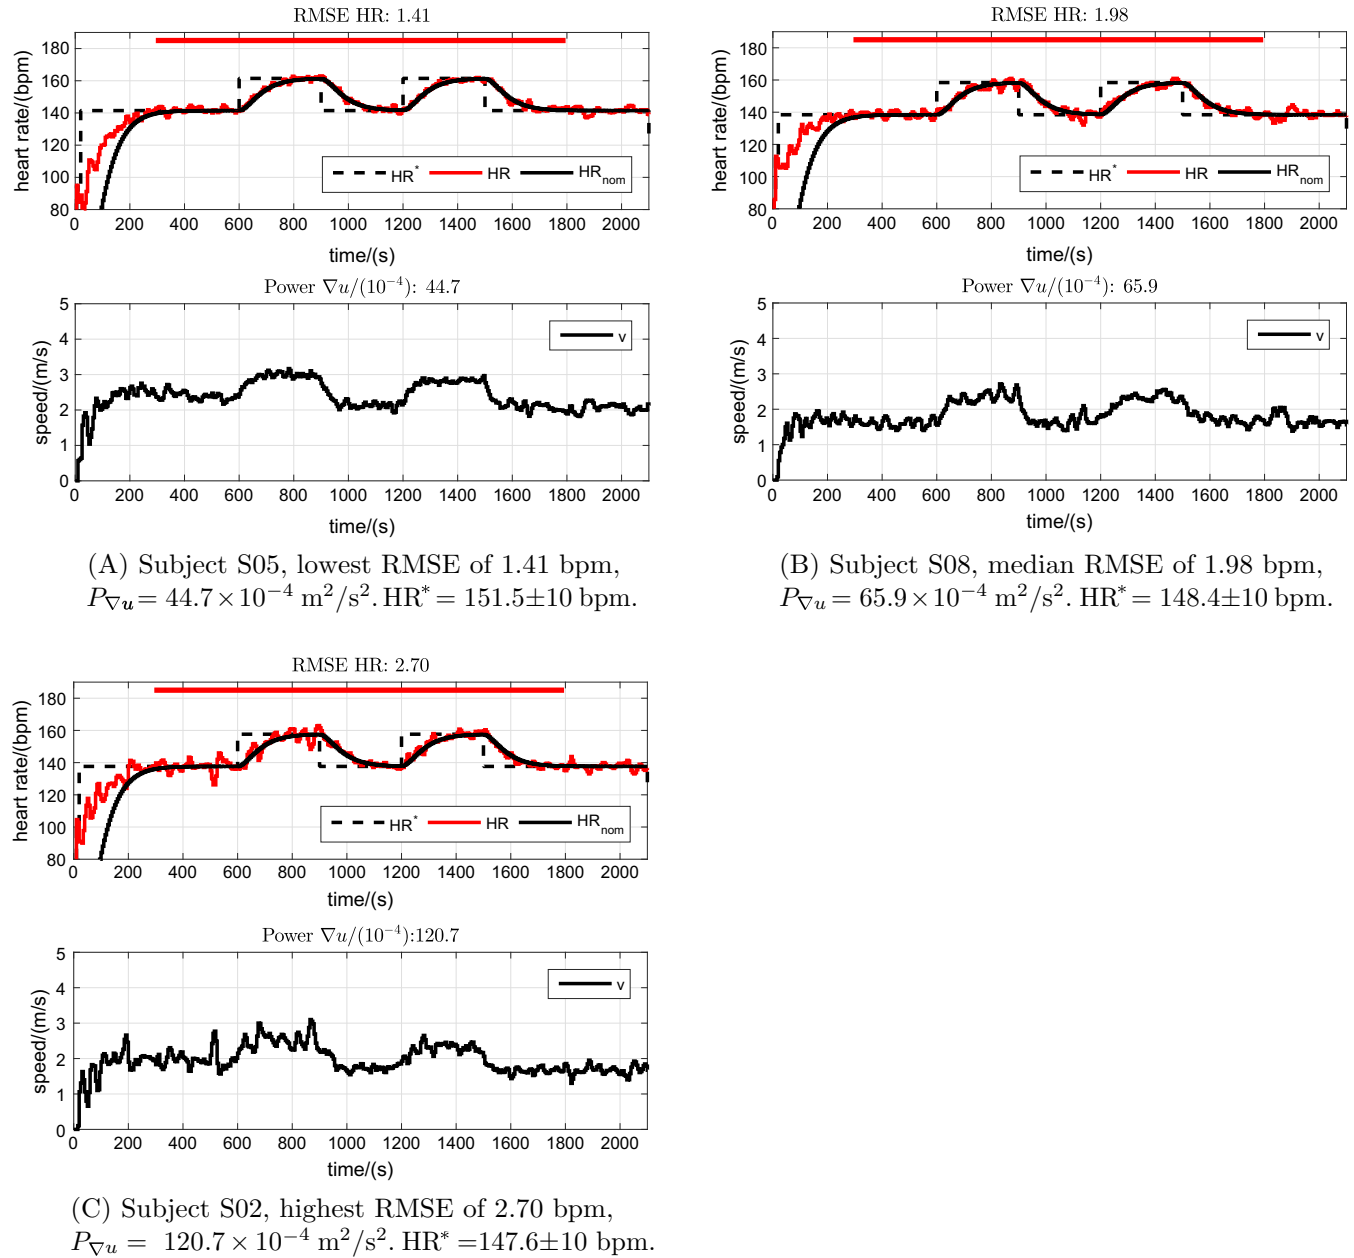 RMSE HR: 1.41
180
160
140
120
100
80
heart rate/(bpm)
HR* HR HRnom
0 200 400 600 800 1000 1200 1400 1600 1800 2000
time/(s)
Power ∇u/(10⁻⁴): 44.7
5
4
3
2
1
0
speed/(m/s)
v
0 200 400 600 800 1000 1200 1400 1600 1800 2000
time/(s)
(A) Subject S05, lowest RMSE of 1.41 bpm,
P∇u = 44.7×10⁻⁴ m²/s². HR* = 151.5±10 bpm.
RMSE HR: 1.98
180
160
140
120
100
80
heart rate/(bpm)
HR* HR HRnom
0 200 400 600 800 1000 1200 1400 1600 1800 2000
time/(s)
Power ∇u/(10⁻⁴): 65.9
5
4
3
2
1
0
speed/(m/s)
v
0 200 400 600 800 1000 1200 1400 1600 1800 2000
time/(s)
(B) Subject S08, median RMSE of 1.98 bpm,
P∇u = 65.9×10⁻⁴ m²/s². HR* = 148.4±10 bpm.
RMSE HR: 2.70
180
160
140
120
100
80
heart rate/(bpm)
HR* HR HRnom
0 200 400 600 800 1000 1200 1400 1600 1800 2000
time/(s)
Power ∇u/(10⁻⁴):120.7
5
4
3
2
1
0
speed/(m/s)
v
0 200 400 600 800 1000 1200 1400 1600 1800 2000
time/(s)
(C) Subject S02, highest RMSE of 2.70 bpm,
P∇u = 120.7×10⁻⁴ m²/s². HR* =147.6±10 bpm.